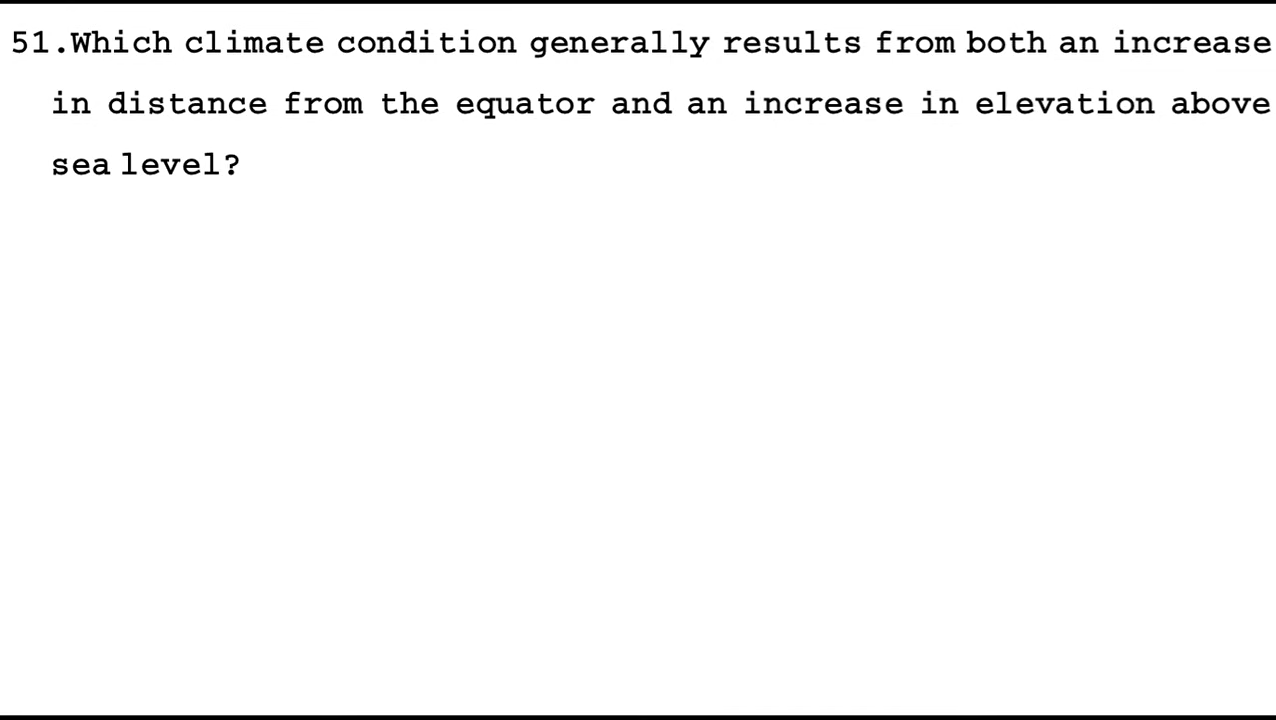 51.Which climate condition generally results from both an increase
in distance from the equator and an increase in elevation above
sea level?